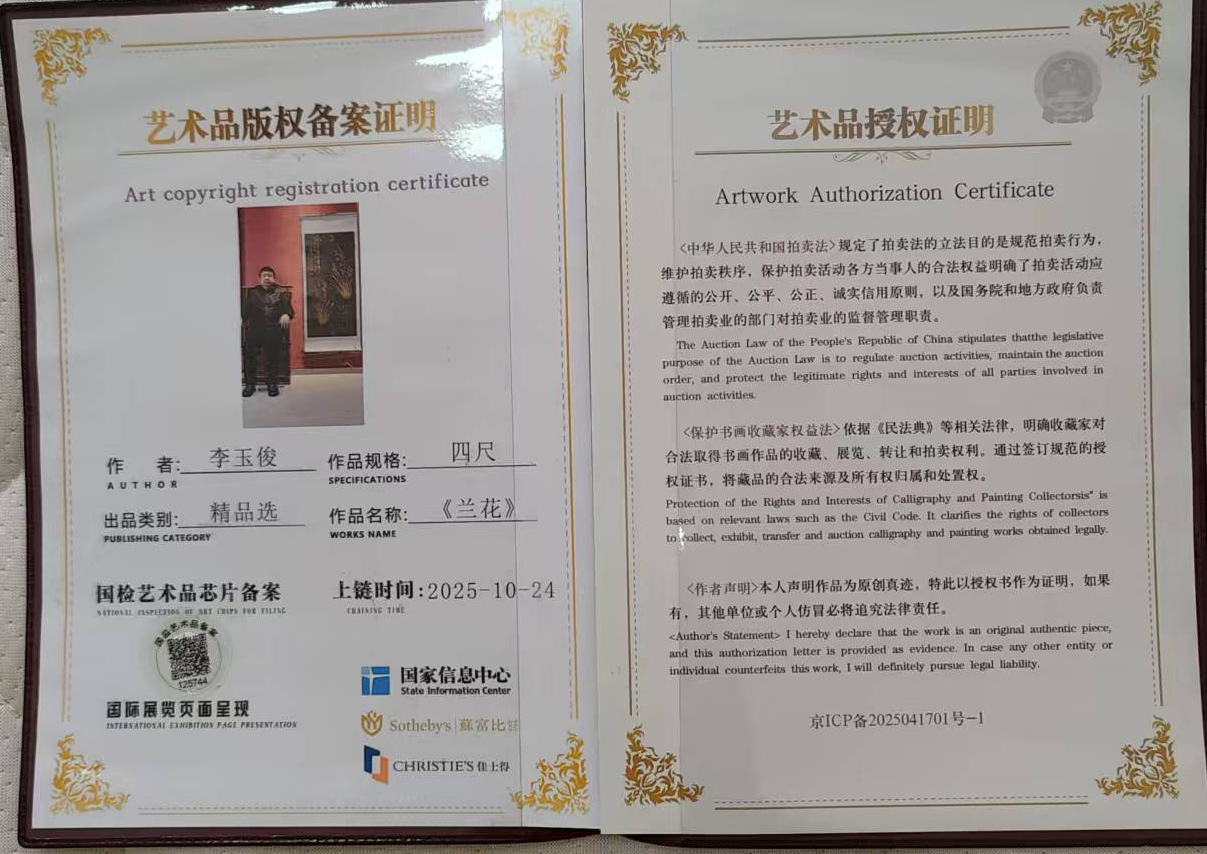 艺术品版权备案证明
Art copyright registration certificate
作 者: 李玉俊
AUTHOR
作品规格: 四尺
SPECIFICATIONS
出品类别: 精品选
PUBLISHING CATEGORY
作品名称: 《兰花》
WORKS NAME
国检艺术品芯片备案
NATIONAL INSPECTION OF ART CHIPS FOR FILING
上链时间:2025-10-24
CHAINING TIME
国品艺术品备案
125744
国际展览页面呈现
INTERNATIONAL EXHIBITION PAGE PRESENTATION
国家信息中心
State Information Center
Sotheby's 蘇富比
CHRISTIE'S 佳士得
艺术品授权证明
Artwork Authorization Certificate
<中华人民共和国拍卖法>规定了拍卖法的立法目的是规范拍卖行为，
维护拍卖秩序，保护拍卖活动各方当事人的合法权益明确了拍卖活动应
遵循的公开、公平、公正、诚实信用原则，以及国务院和地方政府负责
管理拍卖业的部门对拍卖业的监督管理职责。
The Auction Law of the People's Republic of China stipulates thatthe legislative
purpose of the Auction Law is to regulate auction activities, maintain the auction
order, and protect the legitimate rights and interests of all parties involved in
auction activities.
<保护书画收藏家权益法>依据《民法典》等相关法律，明确收藏家对
合法取得书画作品的收藏、展览、转让和拍卖权利。通过签订规范的授
权证书，将藏品的合法来源及所有权归属和处置权。
Protection of the Rights and Interests of Calligraphy and Painting Collectorsis" is
based on relevant laws such as the Civil Code. It clarifies the rights of collectors
to collect, exhibit, transfer and auction calligraphy and painting works obtained legally.
<作者声明>本人声明作品为原创真迹，特此以授权书作为证明，如果
有，其他单位或个人仿冒必将追究法律责任。
<Author's Statement> I hereby declare that the work is an original authentic piece,
and this authorization letter is provided as evidence. In case any other entity or
individual counterfeits this work, I will definitely pursue legal liability.
京ICP备2025041701号-1